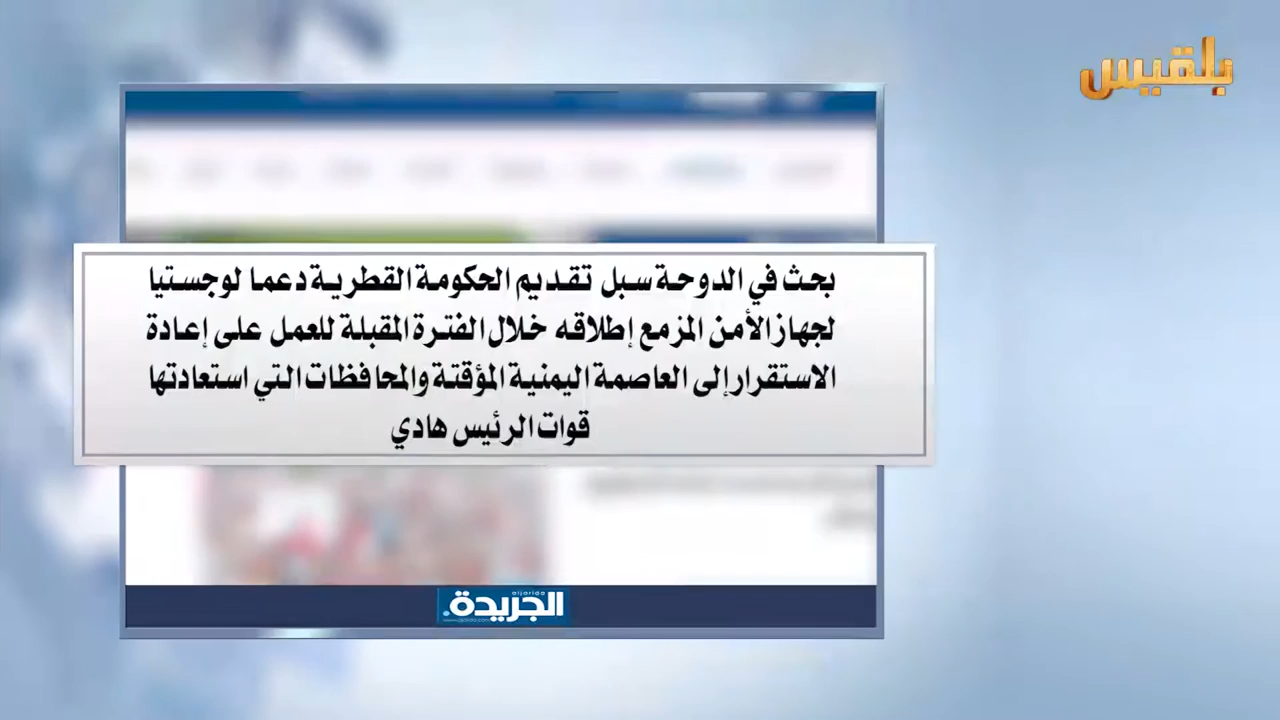 بلقيس
بحث في الدوحة سبل تقديم الحكومة القطرية دعما لوجستيا
لجهاز الأمن المزمع إطلاقه خلال الفترة المقبلة للعمل على إعادة
الاستقرار إلى العاصمة اليمنية المؤقتة والمحافظات التي استعادتها
قوات الرئيس هادي
aljarida
الجريدة.